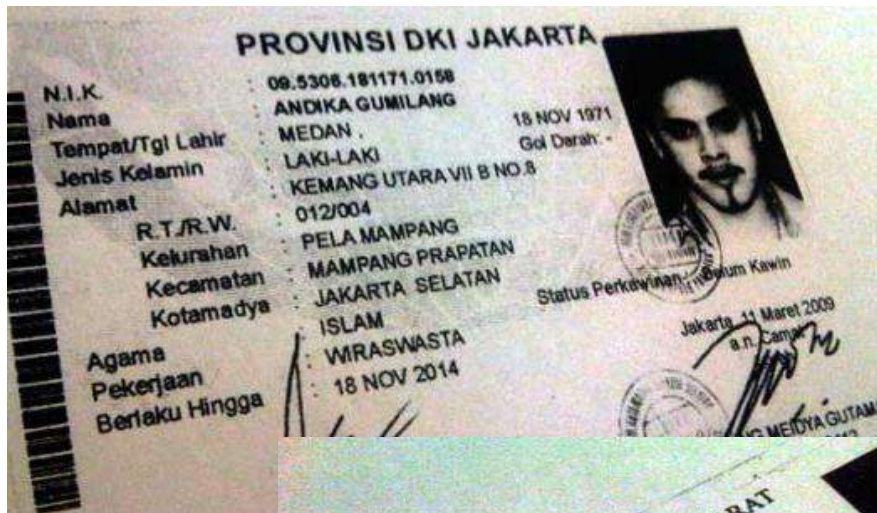 PROVINSI DKI JAKARTA
N.I.K. : 09.5306.181171.0158
Nama : ANDIKA GUMILANG
Tempat/Tgl Lahir : MEDAN , 18 NOV 1971
Jenis Kelamin : LAKI-LAKI Gol Darah: -
Alamat : KEMANG UTARA VII B NO.8
R.T./R.W. : 012/004
Kelurahan : PELA MAMPANG
Kecamatan : MAMPANG PRAPATAN
Kotamadya : JAKARTA SELATAN
Agama : ISLAM Status Perkawinan : Belum Kawin
Pekerjaan : WIRASWASTA Jakarta, 11 Maret 2009
Berlaku Hingga : 18 NOV 2014 a.n. Camat
MEIDYA GUTAMA
RAT